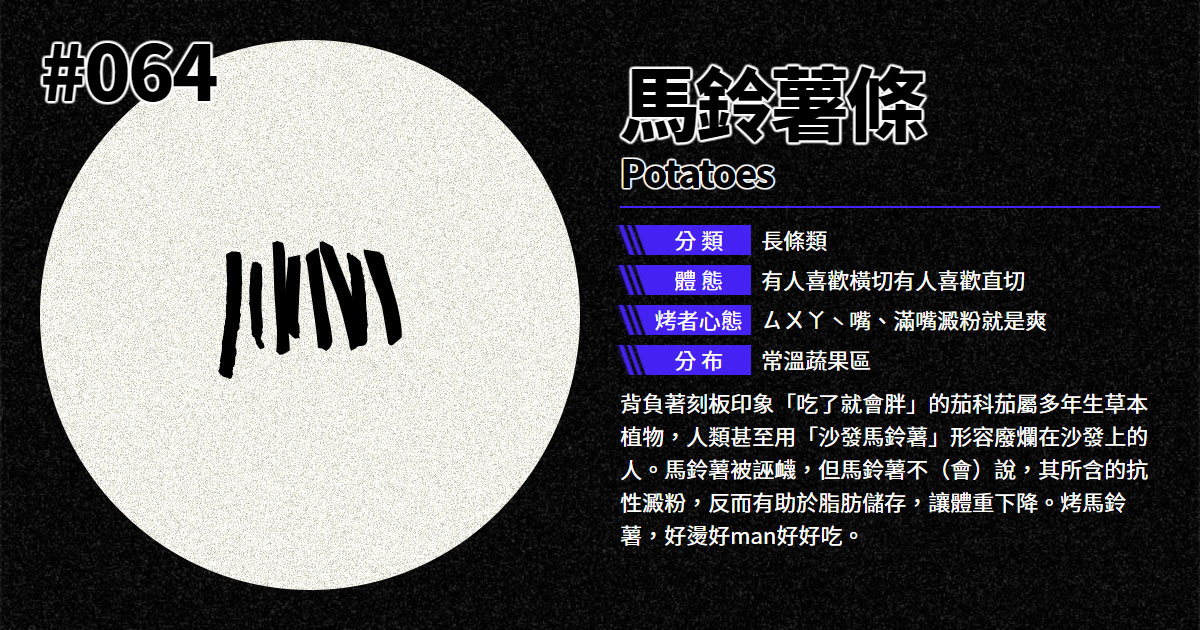 #064
馬鈴薯條
Potatoes
分類 長條類
體態 有人喜歡橫切有人喜歡直切
烤者心態 ㄙㄨㄚˋ嘴、滿嘴澱粉就是爽
分布 常溫蔬果區
背負著刻板印象「吃了就會胖」的茄科茄屬多年生草本
植物，人類甚至用「沙發馬鈴薯」形容廢爛在沙發上的
人。馬鈴薯被誣衊，但馬鈴薯不（會）說，其所含的抗
性澱粉，反而有助於脂肪儲存，讓體重下降。烤馬鈴
薯，好燙好man好好吃。